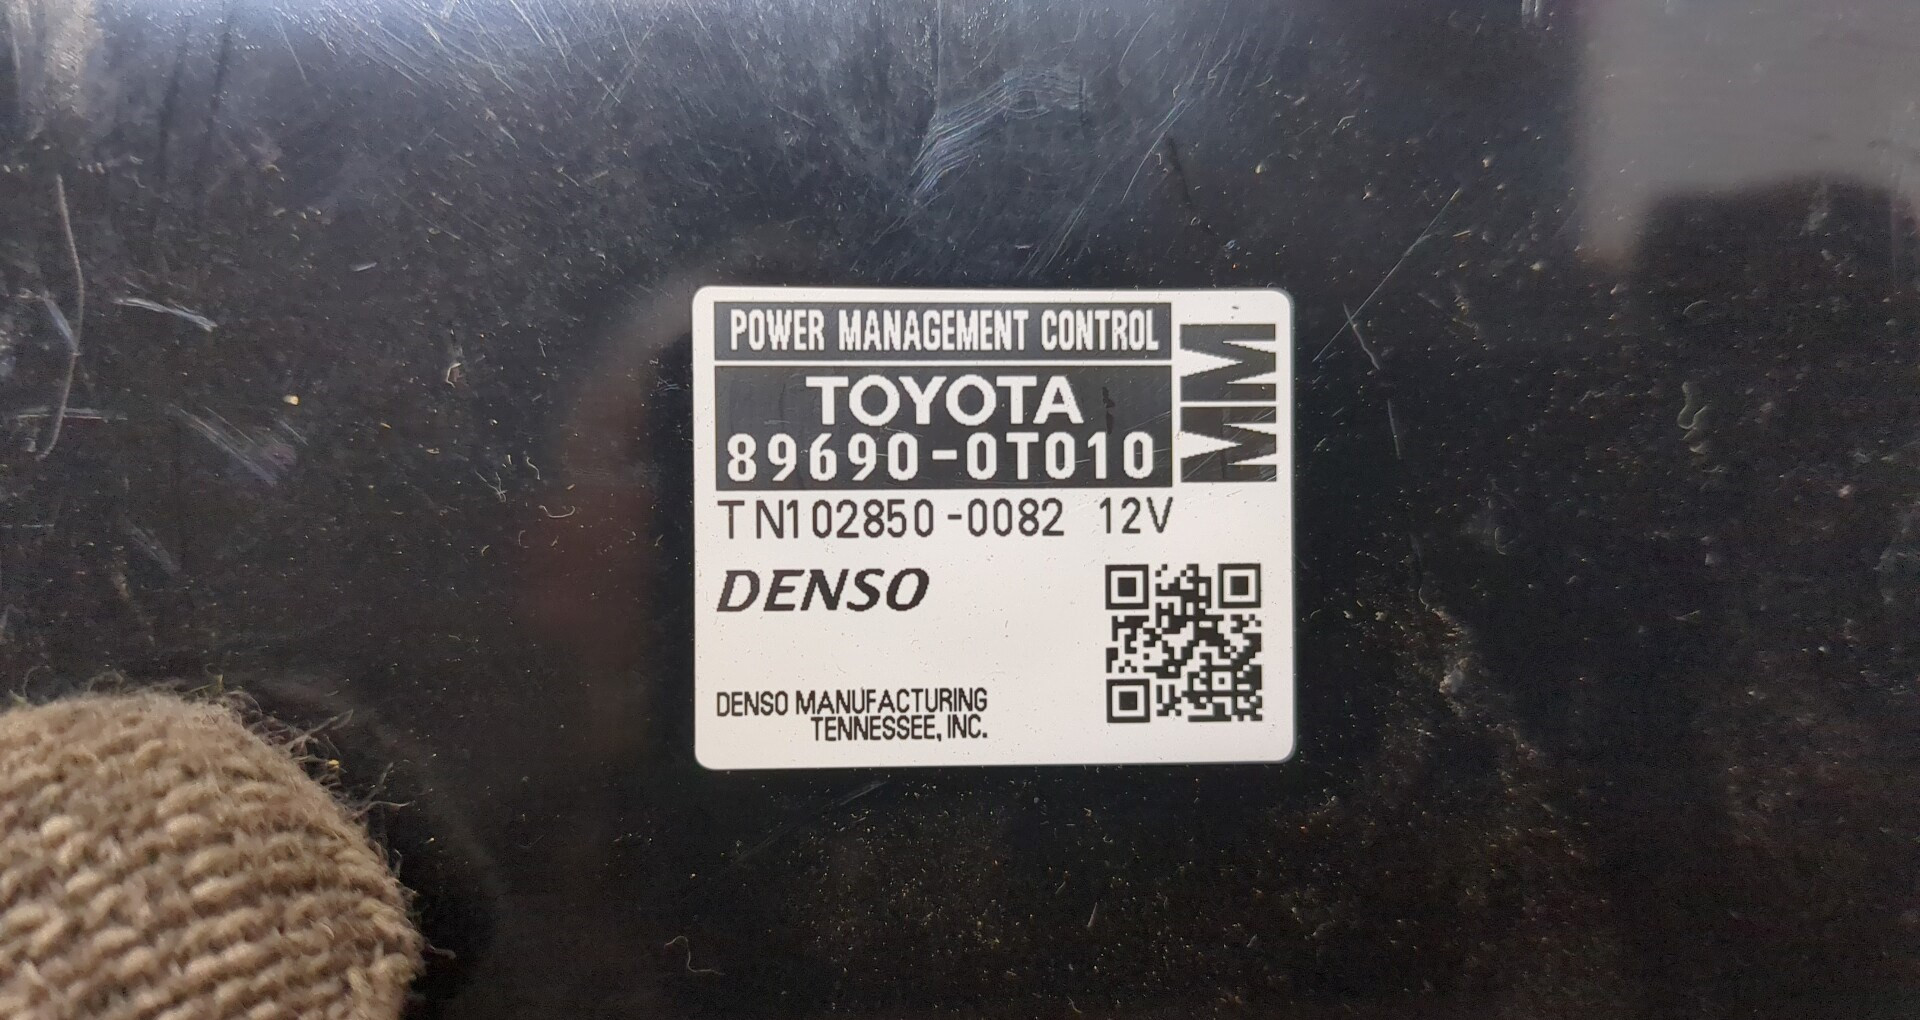 POWER MANAGEMENT CONTROL
TOYOTA
89690-0T010
MM
TN102850-0082 12V
DENSO
DENSO MANUFACTURING
TENNESSEE, INC.